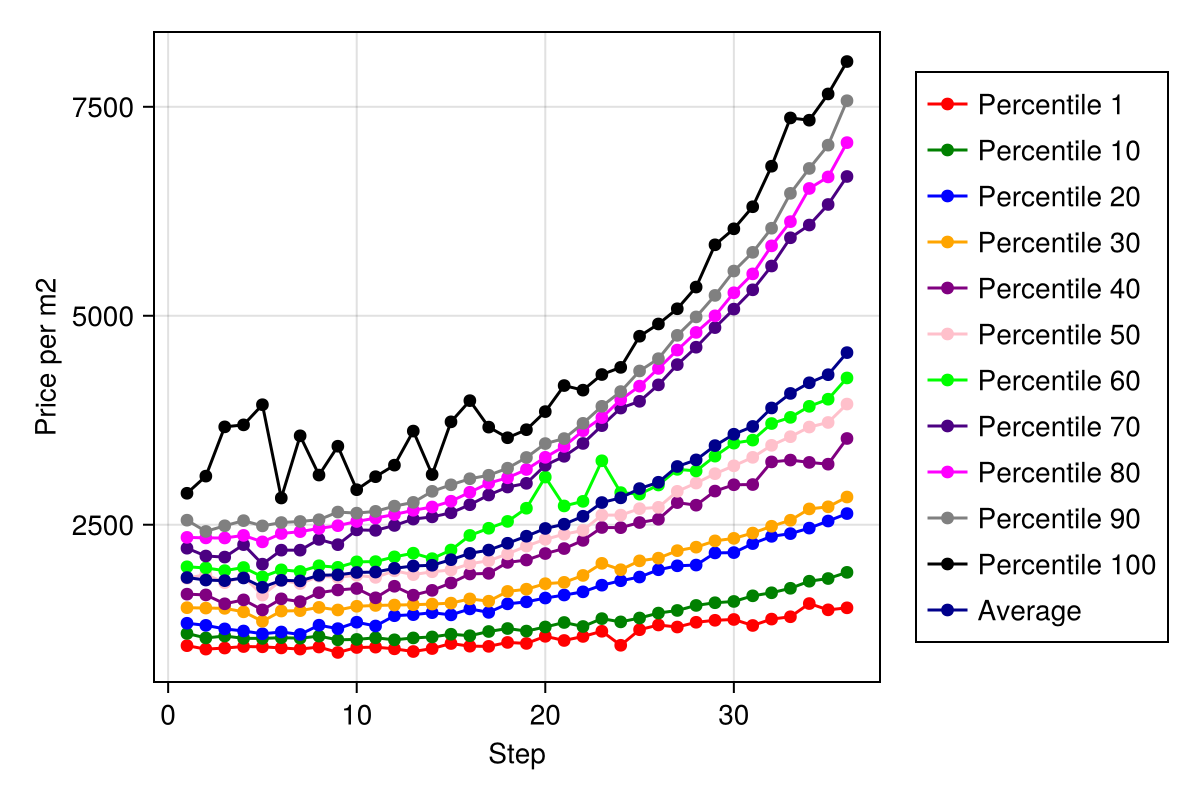 7500
5000
2500
Price per m2
0
10
20
30
Step
Percentile 1
Percentile 10
Percentile 20
Percentile 30
Percentile 40
Percentile 50
Percentile 60
Percentile 70
Percentile 80
Percentile 90
Percentile 100
Average